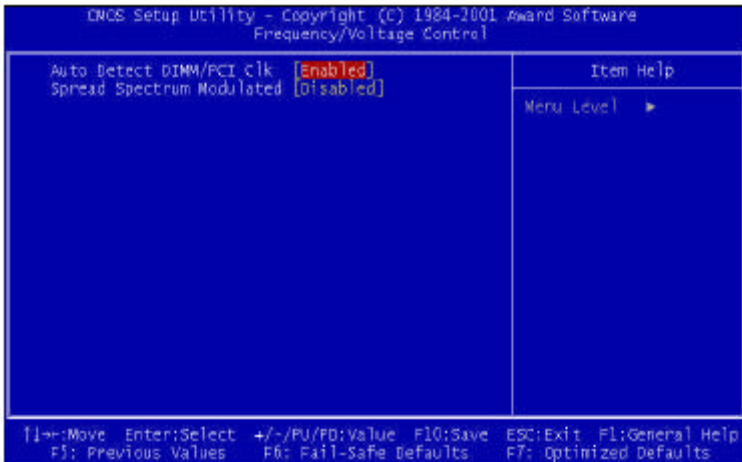 CMOS Setup Utility - Copyright (C) 1984-2001 Award Software
Frequency/Voltage Control
Auto Detect DIMM/PCI Clk [Enabled]
Spread Spectrum Modulated [Disabled]
Item Help
Menu Level ►
↑↓→←:Move Enter:Select +/-/PU/PD:Value F10:Save ESC:Exit F1:General Help
F5: Previous Values F6: Fail-Safe Defaults F7: Optimized Defaults